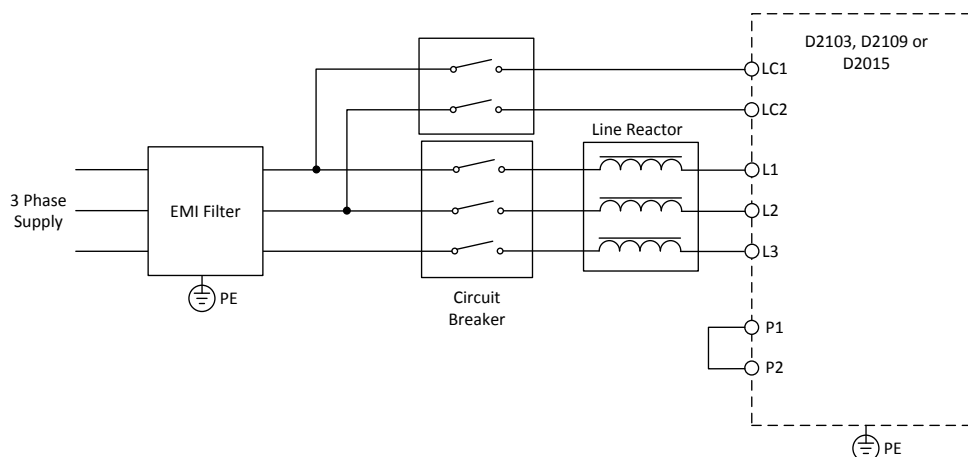 D2103, D2109 or
D2015
LC1
LC2
Line Reactor
L1
3 Phase
Supply
EMI Filter
L2
L3
PE
Circuit
Breaker
P1
P2
PE